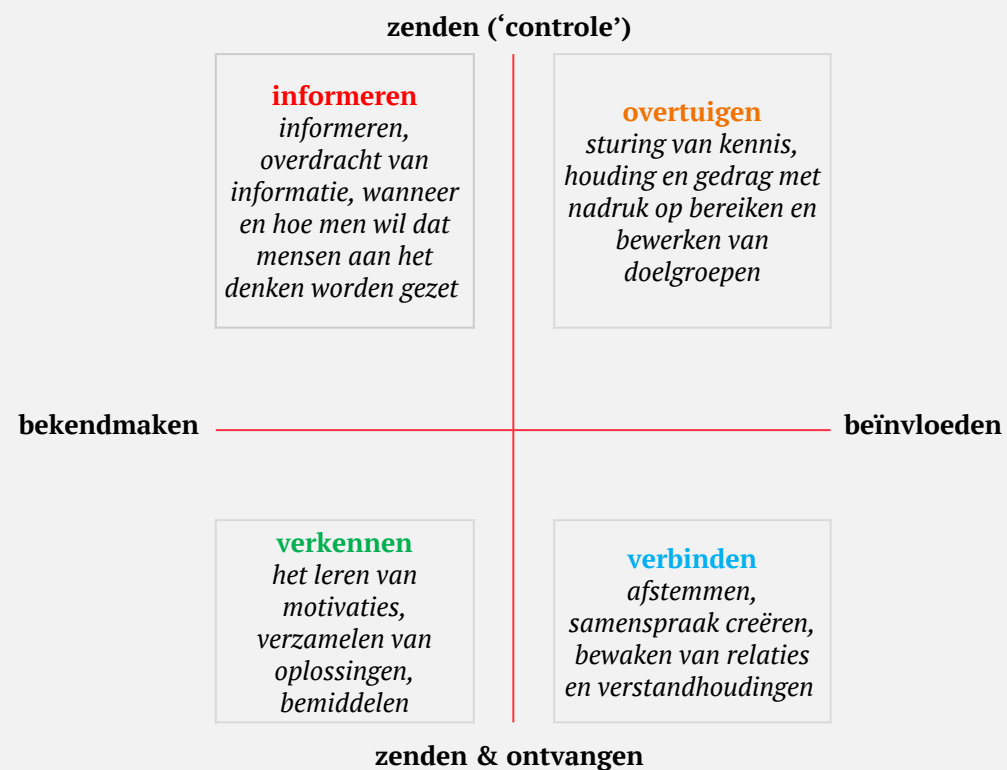 zenden (‘controle’)
informeren
informeren,
overdracht van
informatie, wanneer
en hoe men wil dat
mensen aan het
denken worden gezet
overtuigen
sturing van kennis,
houding en gedrag met
nadruk op bereiken en
bewerken van
doelgroepen
bekendmaken
beïnvloeden
verkennen
het leren van
motivaties,
verzamelen van
oplossingen,
bemiddelen
verbinden
afstemmen,
samenspraak creëren,
bewaken van relaties
en verstandhoudingen
zenden & ontvangen